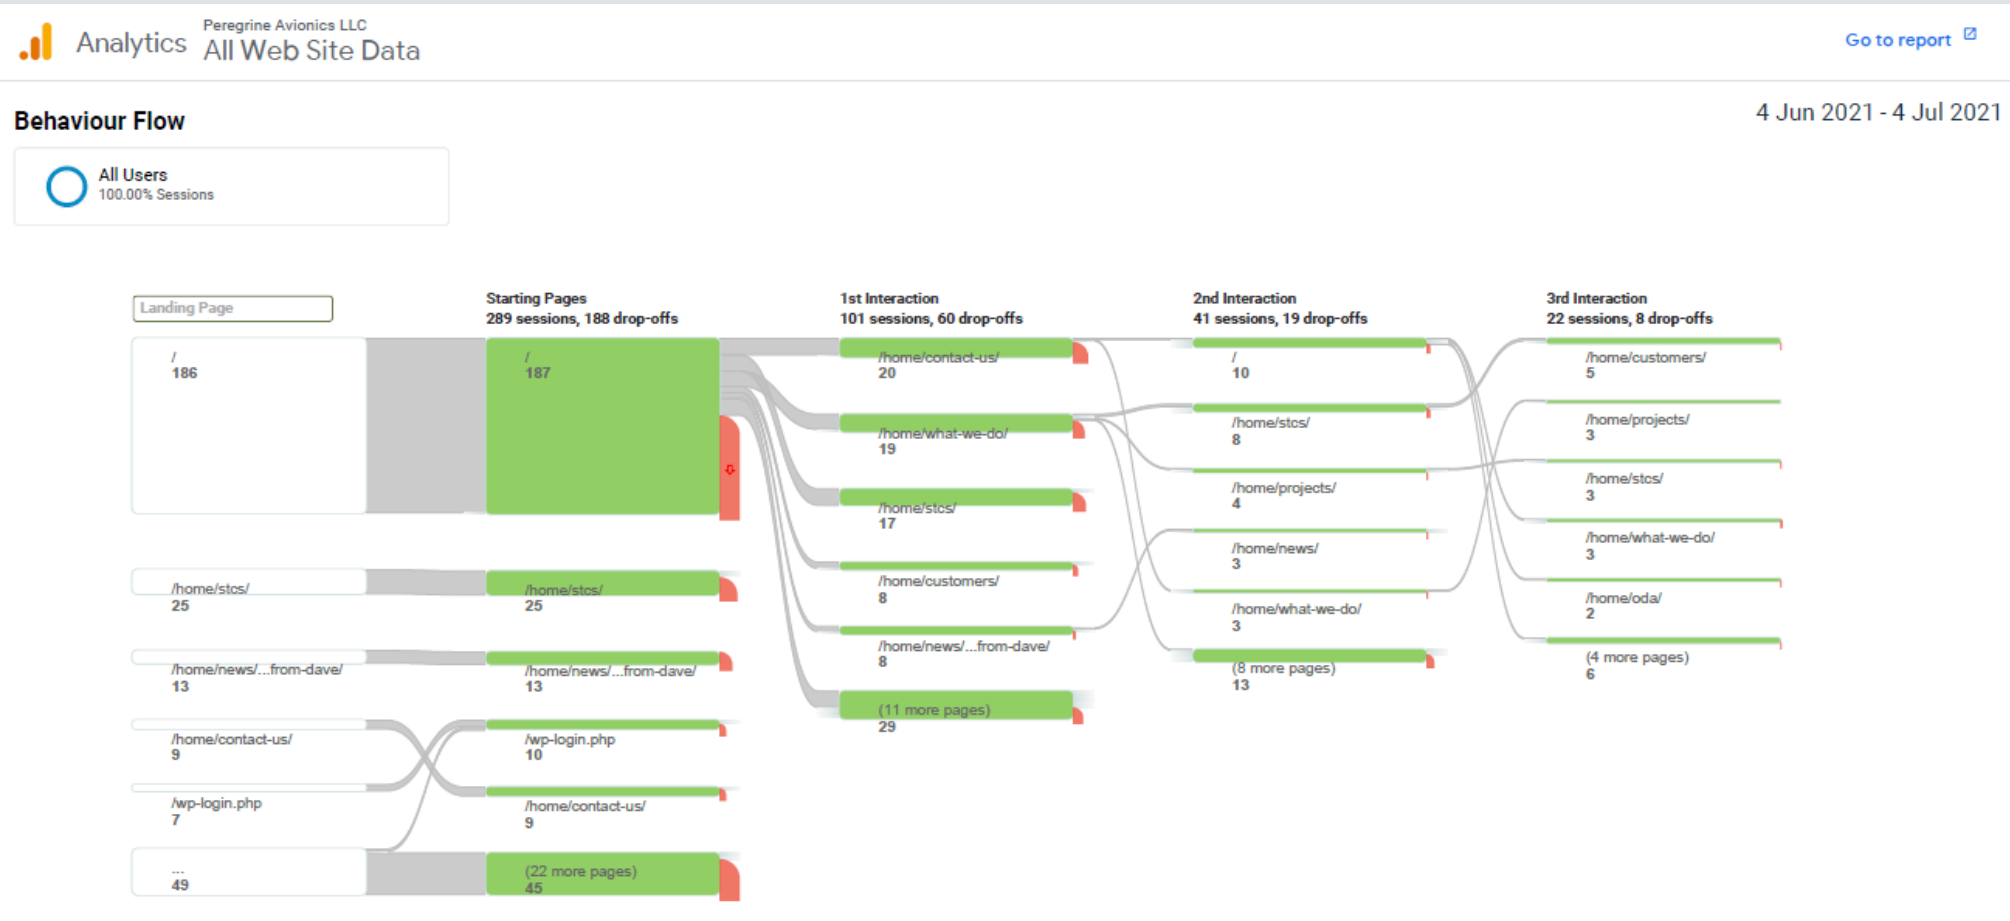 Analytics
Peregrine Avionics LLC
All Web Site Data
Go to report
Behaviour Flow
4 Jun 2021 - 4 Jul 2021
All Users
100.00% Sessions
Landing Page
/
186
/home/stcs/
25
/home/news/...from-dave/
13
/home/contact-us/
9
/wp-login.php
7
...
49
Starting Pages
289 sessions, 188 drop-offs
/
187
/home/stcs/
25
/home/news/...from-dave/
13
/wp-login.php
10
/home/contact-us/
9
(22 more pages)
45
1st Interaction
101 sessions, 60 drop-offs
/home/contact-us/
20
/home/what-we-do/
19
/home/stcs/
17
/home/customers/
8
/home/news/...from-dave/
8
(11 more pages)
29
2nd Interaction
41 sessions, 19 drop-offs
/
10
/home/stcs/
8
/home/projects/
4
/home/news/
3
/home/what-we-do/
3
(8 more pages)
13
3rd Interaction
22 sessions, 8 drop-offs
/home/customers/
5
/home/projects/
3
/home/stcs/
3
/home/what-we-do/
3
/home/oda/
2
(4 more pages)
6